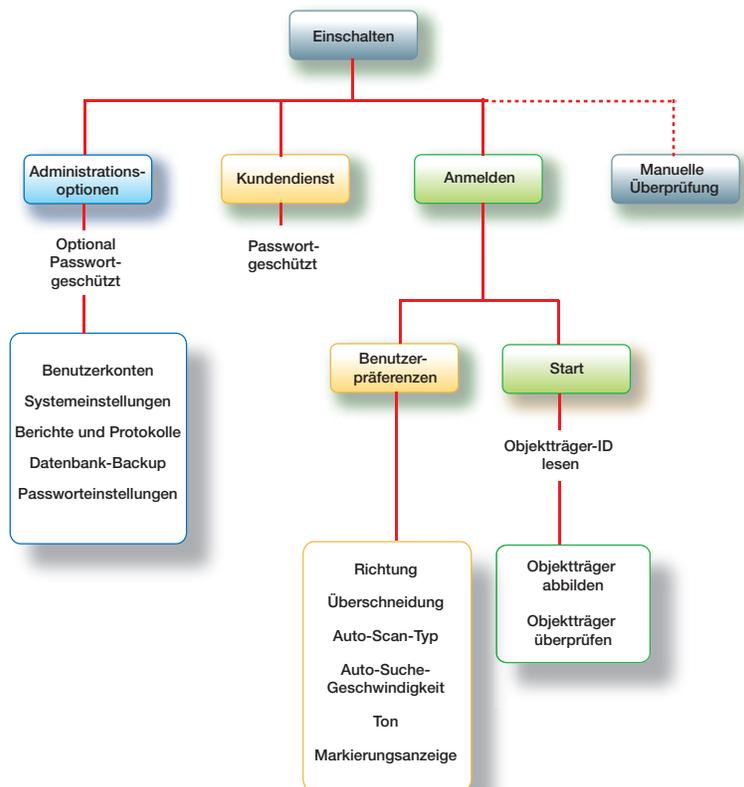 Einschalten
Administrations-
optionen
Kundendienst
Anmelden
Manuelle
Überprüfung
Optional
Passwort-
geschützt
Passwort-
geschützt
Benutzerkonten
Systemeinstellungen
Berichte und Protokolle
Datenbank-Backup
Passworteinstellungen
Benutzer-
präferenzen
Start
Objektträger-ID
lesen
Richtung
Überschneidung
Auto-Scan-Typ
Auto-Suche-
Geschwindigkeit
Ton
Markierungsanzeige
Objektträger
abbilden
Objektträger
überprüfen